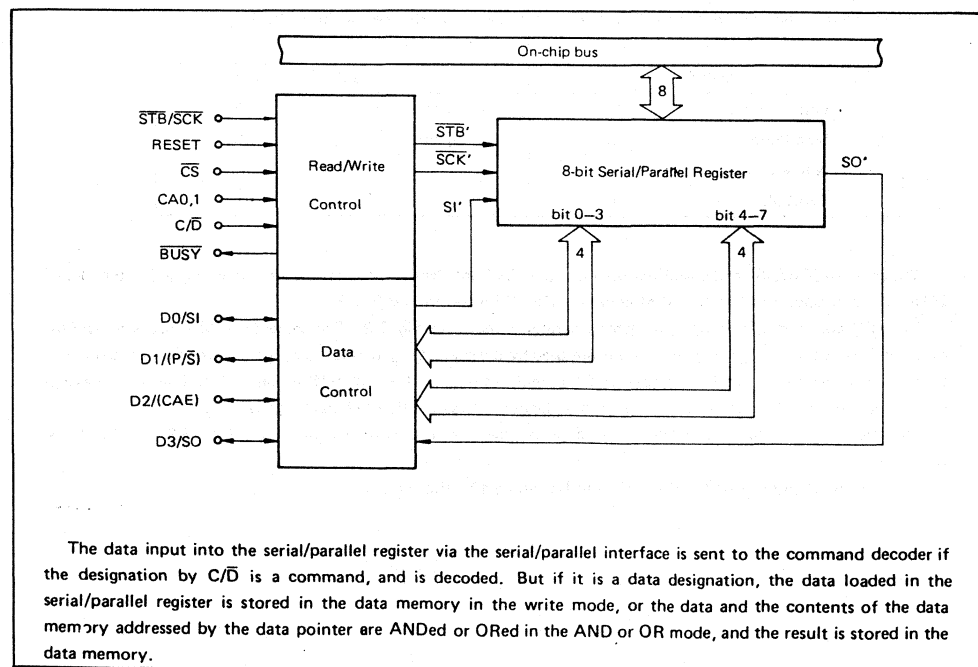 On-chip bus
8
S̅T̅B̅/S̅C̅K̅
RESET
C̅S̅
CA0,1
C/D̅
B̅U̅S̅Y̅
Read/Write
Control
S̅T̅B̅'
S̅C̅K̅'
SI'
8-bit Serial/Parallel Register
bit 0–3
bit 4–7
SO'
4
4
D0/SI
D1/(P/S̅)
D2/(CAE)
D3/SO
Data
Control
The data input into the serial/parallel register via the serial/parallel interface is sent to the command decoder if
the designation by C/D̅ is a command, and is decoded. But if it is a data designation, the data loaded in the
serial/parallel register is stored in the data memory in the write mode, or the data and the contents of the data
memory addressed by the data pointer are ANDed or ORed in the AND or OR mode, and the result is stored in the
data memory.